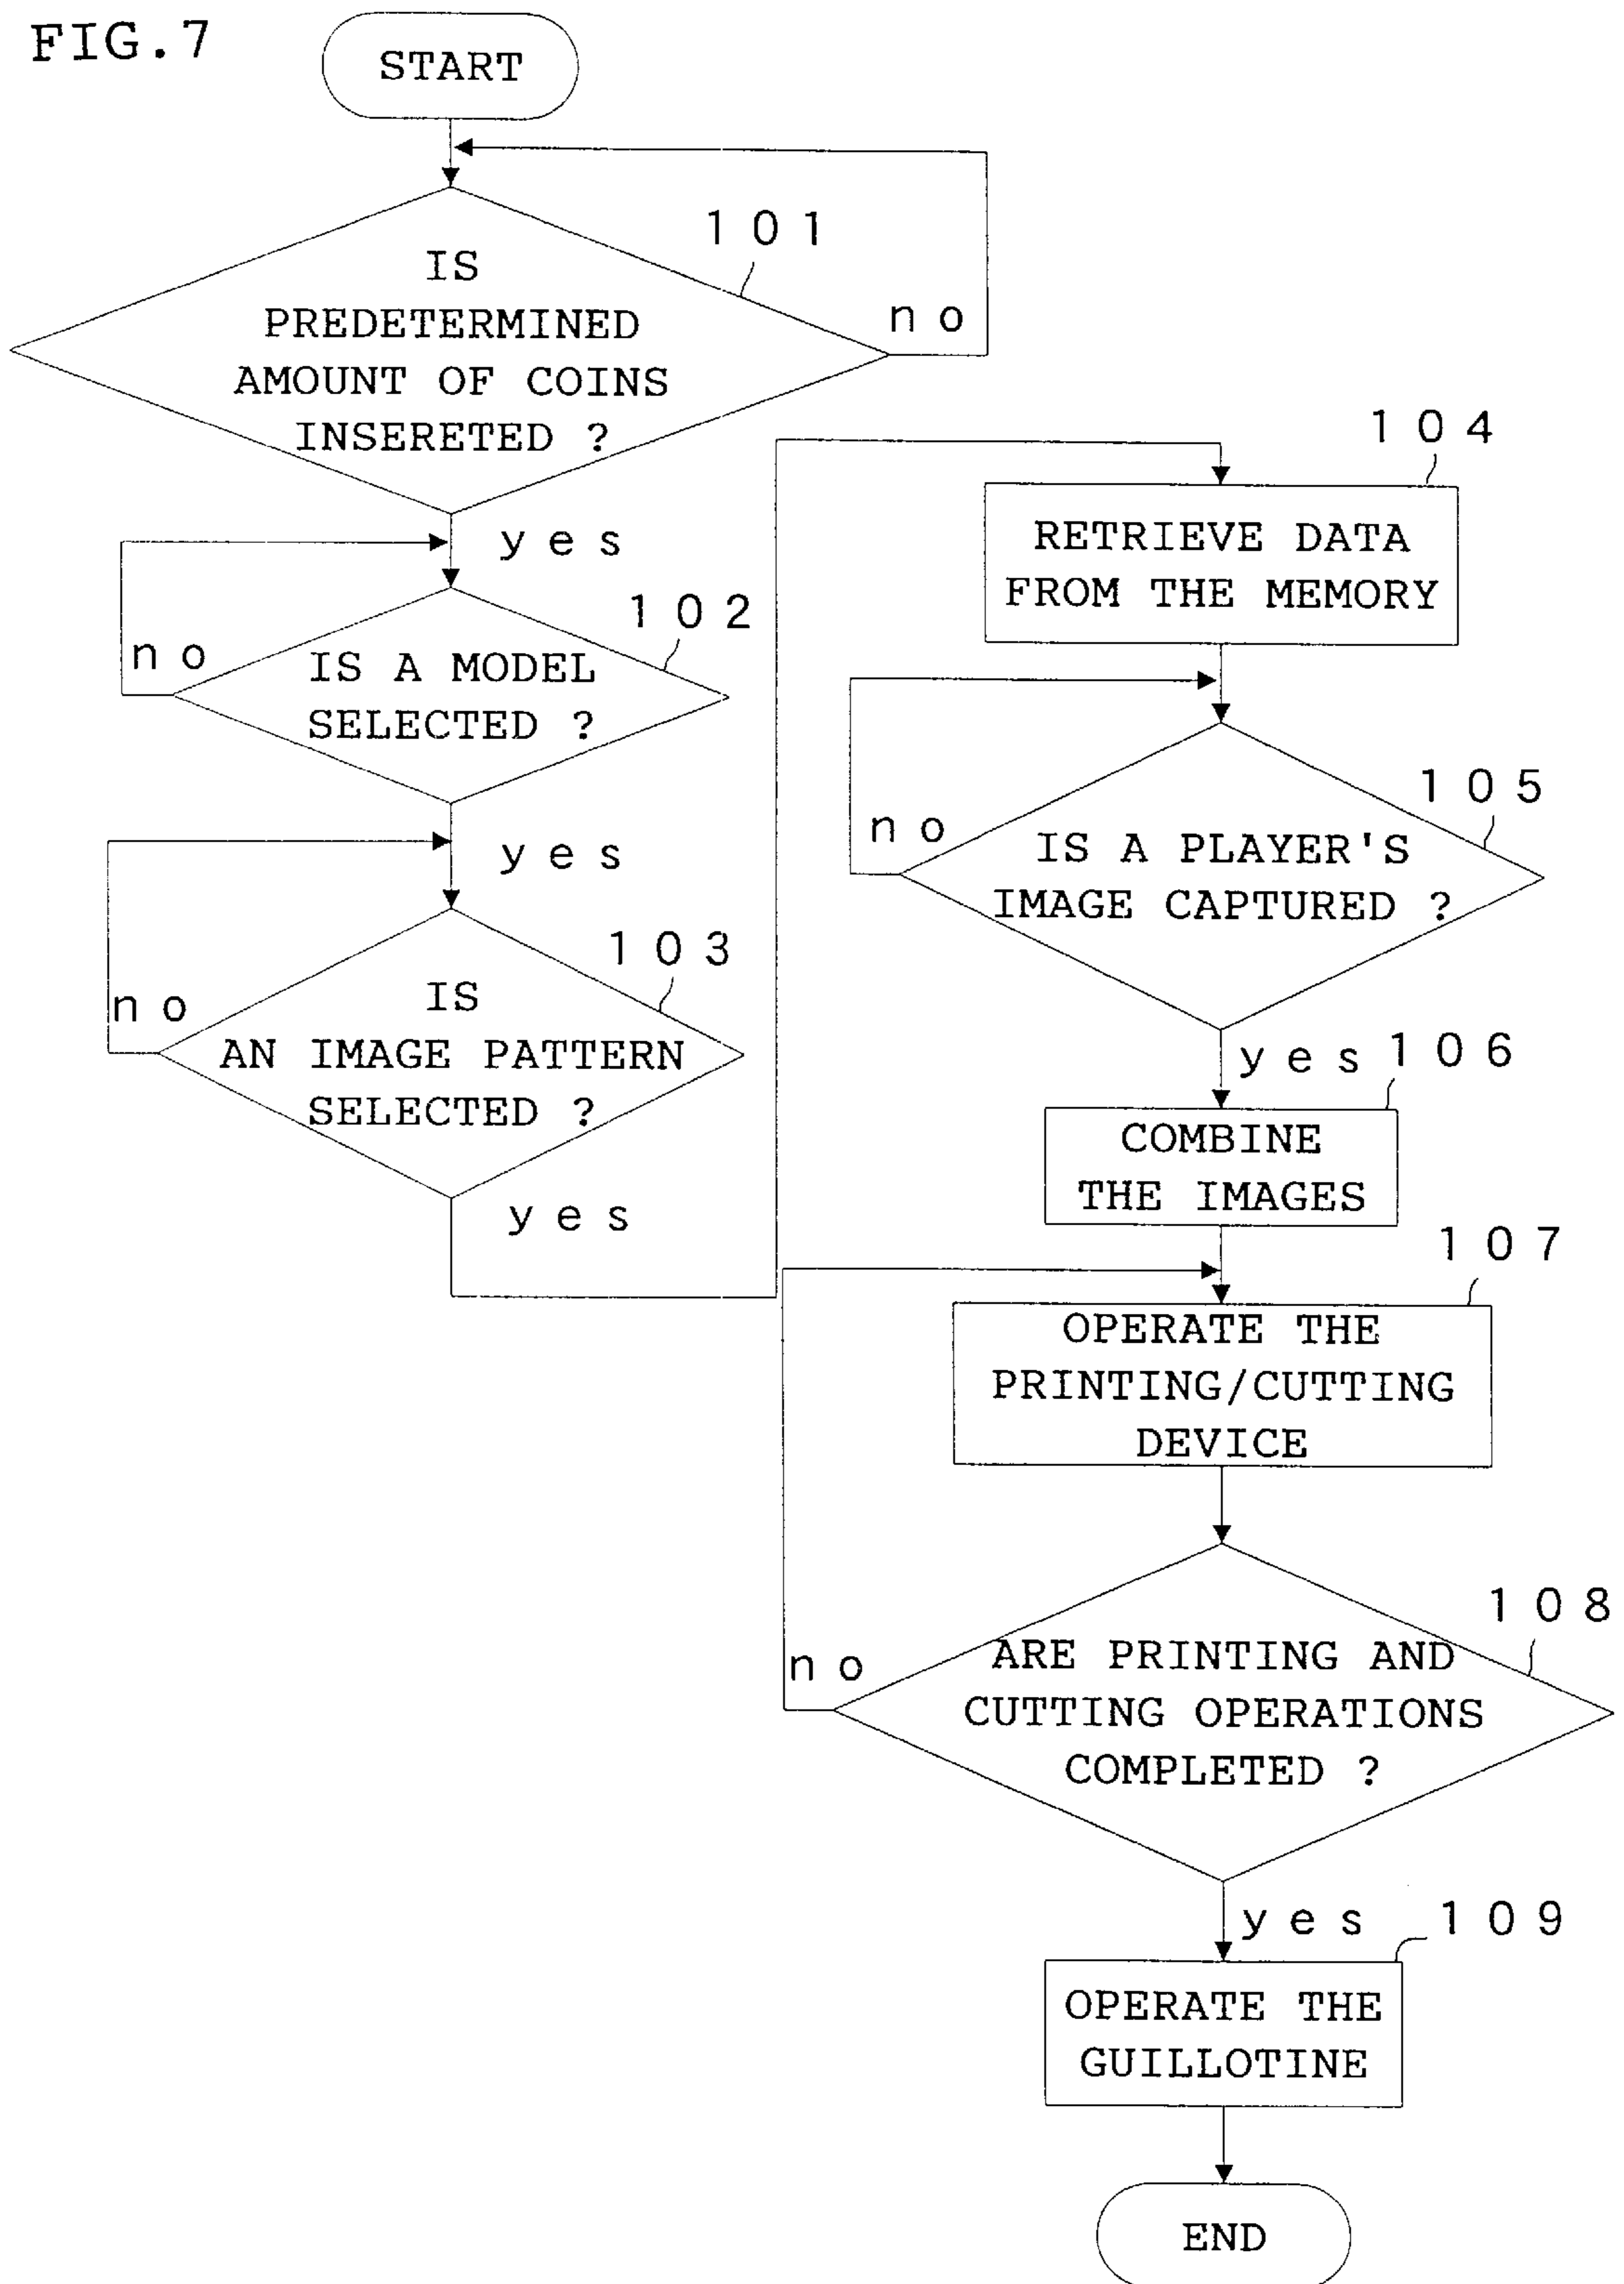 FIG.7
START
101
IS
PREDETERMINED
AMOUNT OF COINS
INSERETED ?
no
yes
102
no
IS A MODEL
SELECTED ?
yes
103
no
IS
AN IMAGE PATTERN
SELECTED ?
yes
104
RETRIEVE DATA
FROM THE MEMORY
105
no
IS A PLAYER'S
IMAGE CAPTURED ?
yes
106
COMBINE
THE IMAGES
107
OPERATE THE
PRINTING/CUTTING
DEVICE
108
no
ARE PRINTING AND
CUTTING OPERATIONS
COMPLETED ?
yes
109
OPERATE THE
GUILLOTINE
END